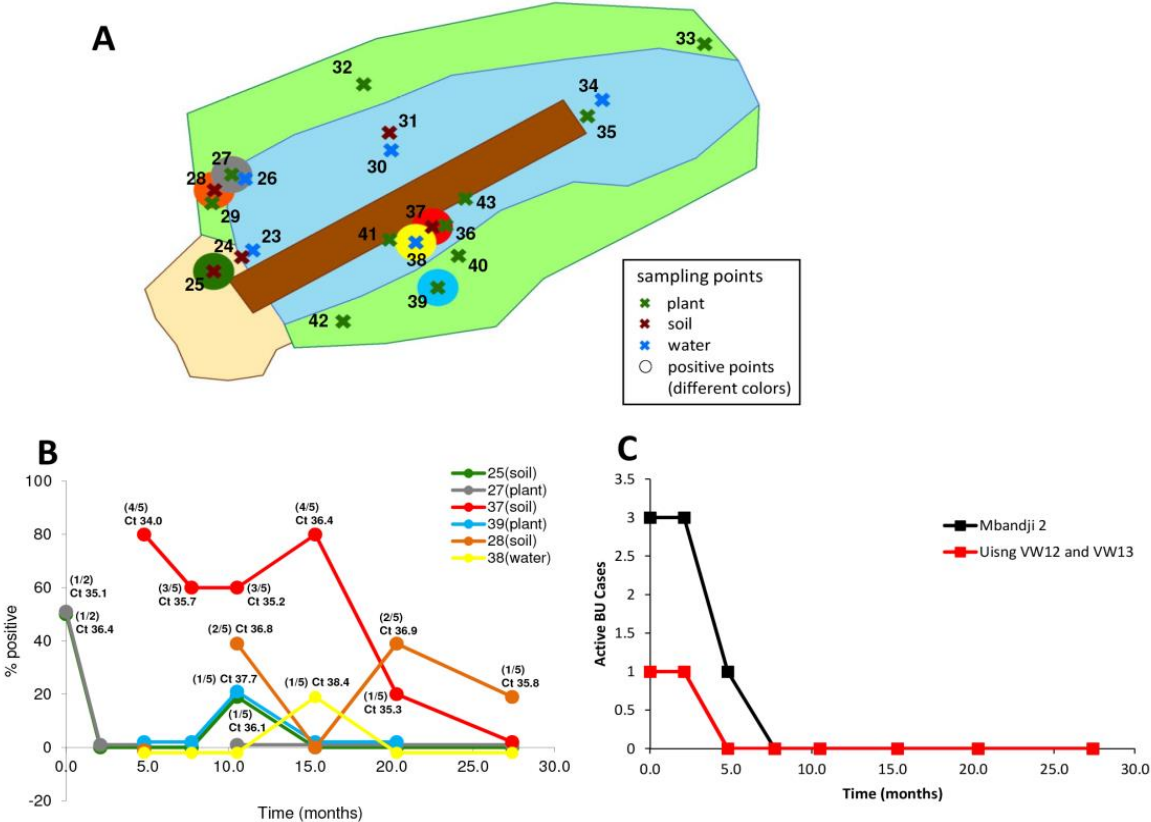 A
33
32
34
31
35
30
27
28
26
29
43
37
41
36
24
23
38
40
25
39
42
sampling points
plant
soil
water
positive points
(different colors)
B
25(soil)
27(plant)
37(soil)
39(plant)
28(soil)
38(water)
100
80
60
40
20
0
-20
% positive
(4/5)
Ct 34.0
(4/5)
Ct 36.4
(1/2)
Ct 35.1
(1/2)
Ct 36.4
(3/5)
Ct 35.7
(3/5)
Ct 35.2
(2/5) Ct 36.8
(2/5)
Ct 36.9
(1/5) Ct 37.7
(1/5) Ct 38.4
(1/5)
Ct 35.8
(1/5)
Ct 36.1
(1/5)
Ct 35.3
0.0 5.0 10.0 15.0 20.0 25.0 30.0
Time (months)
C
3.5
3
2.5
2
1.5
1
0.5
0
Active BU Cases
Mbandji 2
Uisng VW12 and VW13
0.0 5.0 10.0 15.0 20.0 25.0 30.0
Time (months)